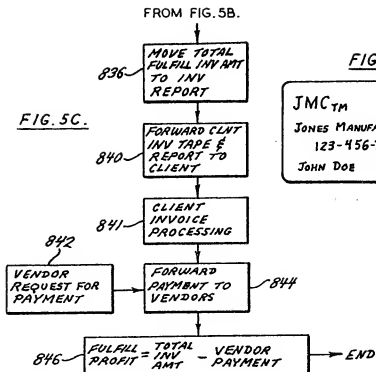 FROM FIG.5B.
836
MOVE TOTAL
FULFILL INV AMT
TO INV
REPORT
FIG. 5C.
840
FORWARD CLNT
INV TAPE &
REPORT TO
CLIENT
841
CLIENT
INVOICE
PROCESSING
842
VENDOR
REQUEST FOR
PAYMENT
FORWARD
PAYMENT TO
VENDORS
844
846
FULFILL PROFIT = TOTAL INV AMT - VENDOR PAYMENT
END
FIG
JMC TM
JONES MANUFA
123-456-
JOHN DOE